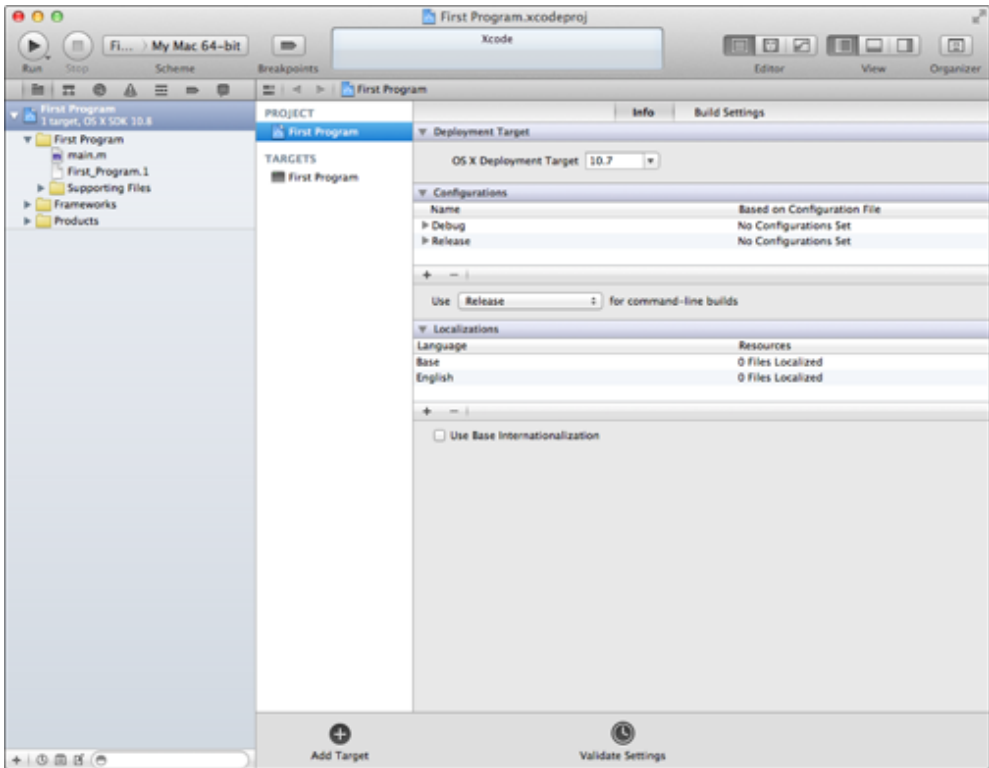 First Program.xcodeproj
Fi... My Mac 64-bit
Xcode
Run Stop Scheme Breakpoints Editor View Organizer
First Program
First Program
1 target, OS X SDK 10.8
First Program
main.m
First_Program.1
Supporting Files
Frameworks
Products
PROJECT
First Program
TARGETS
First Program
Info Build Settings
Deployment Target
OS X Deployment Target 10.7
Configurations
Name Based on Configuration File
Debug No Configurations Set
Release No Configurations Set
+ −
Use Release for command-line builds
Localizations
Language Resources
Base 0 Files Localized
English 0 Files Localized
+ −
Use Base Internationalization
Add Target Validate Settings
+